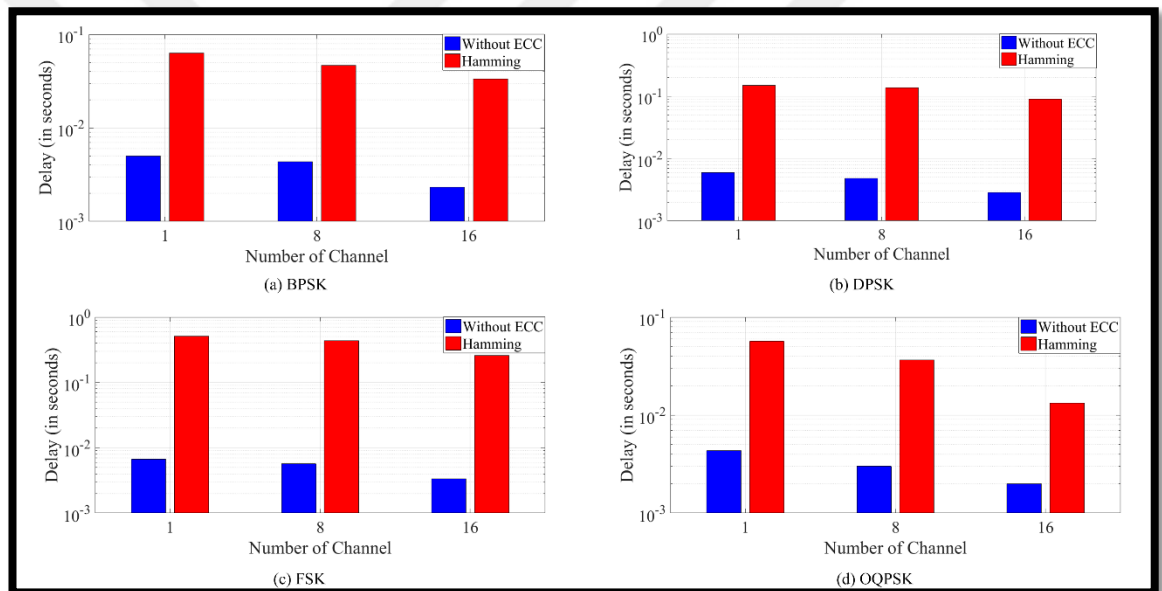 10^-1
10^-2
10^-3
Delay (in seconds)
Without ECC
Hamming
1 8 16
Number of Channel
(a) BPSK
10^0
10^-1
10^-2
10^-3
Delay (in seconds)
Without ECC
Hamming
1 8 16
Number of Channel
(b) DPSK
10^0
10^-1
10^-2
10^-3
Delay (in seconds)
Without ECC
Hamming
1 8 16
Number of Channel
(c) FSK
10^-1
10^-2
10^-3
Delay (in seconds)
Without ECC
Hamming
1 8 16
Number of Channel
(d) OQPSK